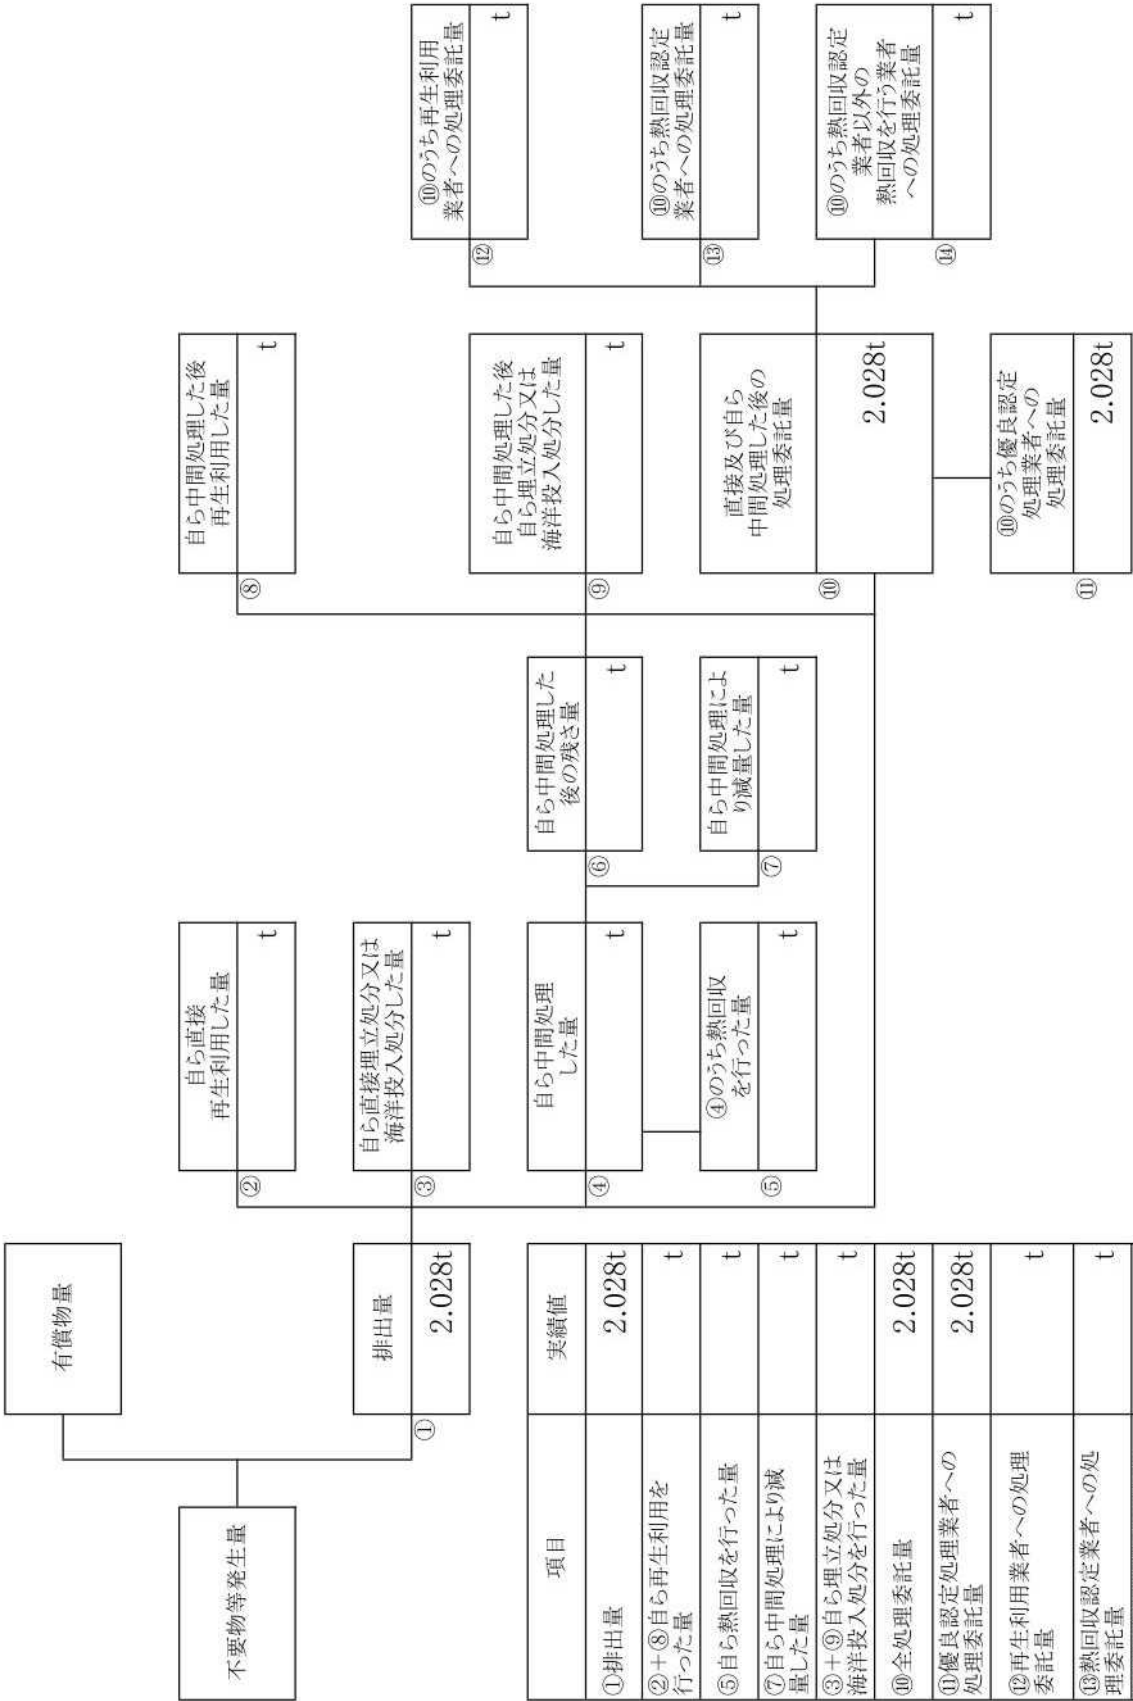 有償物量
不要物等発生量
排出量
①
2.028t
自ら直接
再生利用した量
②
t
自ら直接埋立処分又は
海洋投入処分した量
③
t
自ら中間処理
した量
④
t
④のうち熱回収
を行った量
⑤
t
自ら中間処理した
後の残さ量
⑥
t
自ら中間処理によ
り減量した量
⑦
t
自ら中間処理した後
再生利用した量
⑧
t
自ら中間処理した後
自ら埋立処分又は
海洋投入処分した量
⑨
t
直接及び自ら
中間処理した後の
処理委託量
⑩
2.028t
⑩のうち優良認定
処理業者への
処理委託量
⑪
2.028t
⑩のうち再生利用
業者への処理委託量
⑫
t
⑩のうち熱回収認定
業者への処理委託量
⑬
t
⑩のうち熱回収認定
業者以外の
熱回収を行う業者
への処理委託量
⑭
t
項目
実績値
①排出量
2.028t
②+⑧自ら再生利用を
行った量
t
⑤自ら熱回収を行った量
t
⑦自ら中間処理により減
量した量
t
③+⑨自ら埋立処分又は
海洋投入処分を行った量
t
⑩全処理委託量
2.028t
⑪優良認定処理業者への
処理委託量
2.028t
⑫再生利用業者への処理
委託量
t
⑬熱回収認定業者への処
理委託量
t